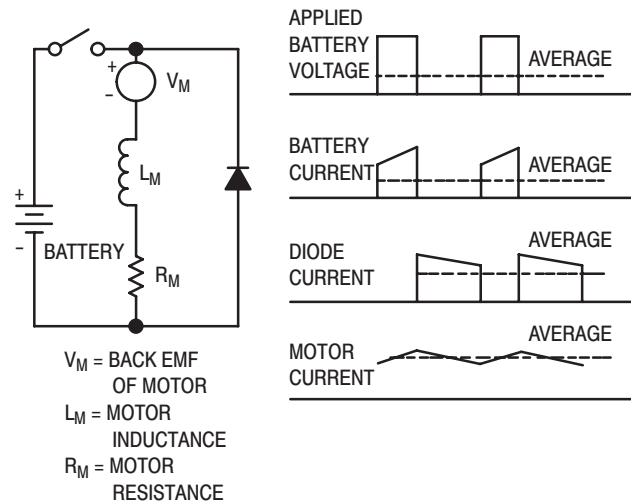 +
V_M
−
L_M
+
−
BATTERY
R_M
V_M = BACK EMF
OF MOTOR
L_M = MOTOR
INDUCTANCE
R_M = MOTOR
RESISTANCE
APPLIED
BATTERY
VOLTAGE
AVERAGE
BATTERY
CURRENT
AVERAGE
DIODE
CURRENT
AVERAGE
MOTOR
CURRENT
AVERAGE